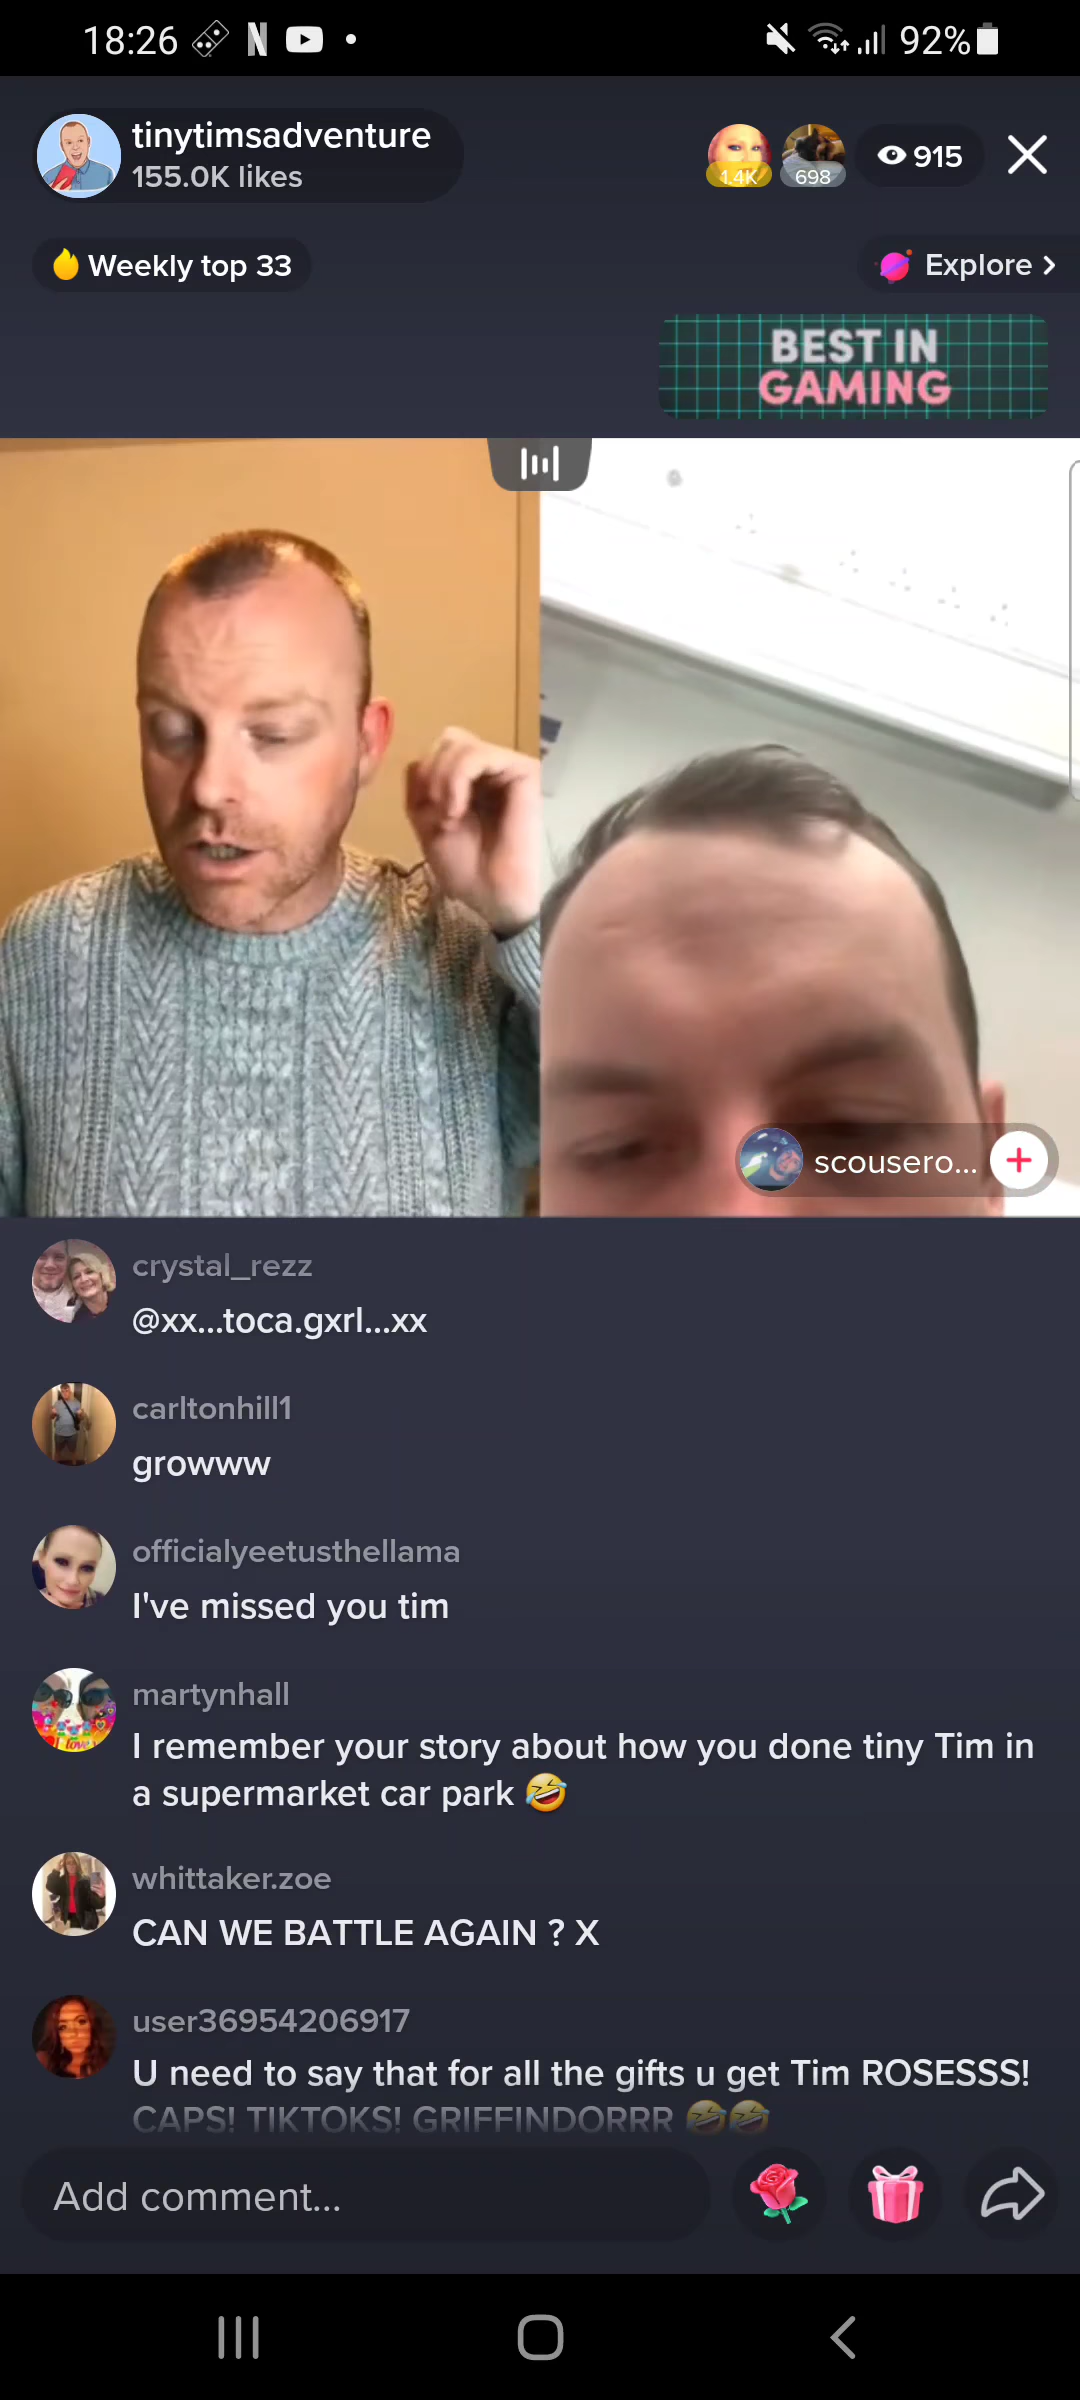 18:26
92%
tinytimsadventure
155.0K likes
1.4K
698
915
Weekly top 33
Explore >
BEST IN
GAMING
scousero...
crystal_rezz
@xx...toca.gxrl...xx
carltonhill1
growww
officialyeetusthellama
I've missed you tim
martynhall
I remember your story about how you done tiny Tim in
a supermarket car park 🤣
whittaker.zoe
CAN WE BATTLE AGAIN ? X
user36954206917
U need to say that for all the gifts u get Tim ROSESSS!
CAPS! TIKTOKS! GRIFFINDORRR 🤣🤣
Add comment...